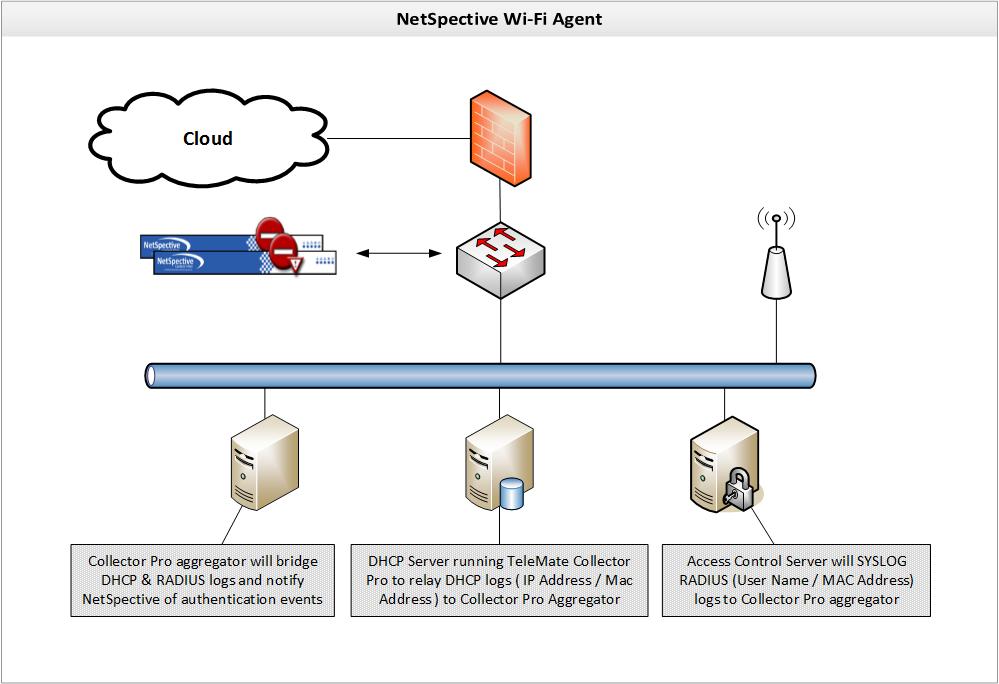 NetSpective Wi-Fi Agent
Cloud
NetSpective
NetSpective
Collector Pro aggregator will bridge
DHCP & RADIUS logs and notify
NetSpective of authentication events
DHCP Server running TeleMate Collector
Pro to relay DHCP logs ( IP Address / Mac
Address ) to Collector Pro Aggregator
Access Control Server will SYSLOG
RADIUS (User Name / MAC Address)
logs to Collector Pro aggregator